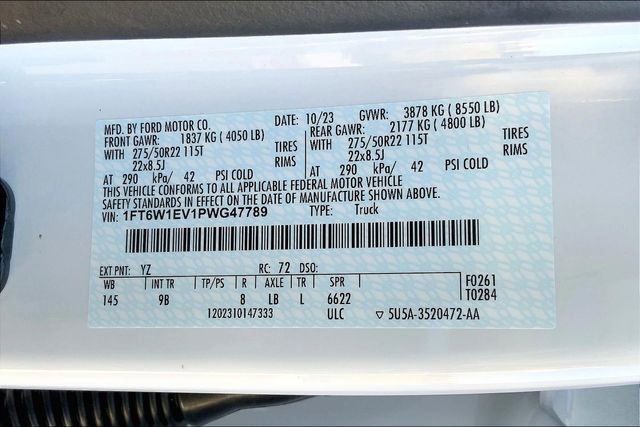 MFD. BY FORD MOTOR CO. DATE: 10/23 GVWR: 3878 KG ( 8550 LB)
FRONT GAWR: 1837 KG ( 4050 LB) REAR GAWR: 2177 KG ( 4800 LB)
WITH 275/50R22 115T TIRES WITH 275/50R22 115T TIRES
22x8.5J RIMS 22x8.5J RIMS
AT 290 kPa/ 42 PSI COLD AT 290 kPa/ 42 PSI COLD
THIS VEHICLE CONFORMS TO ALL APPLICABLE FEDERAL MOTOR VEHICLE
SAFETY STANDARDS IN EFFECT ON THE DATE OF MANUFACTURE SHOWN ABOVE.
VIN: 1FT6W1EV1PWG47789 TYPE: Truck
EXT PNT: YZ RC: 72 DSO:
WB INT TR TP/PS R AXLE TR SPR F0261
145 9B 8 LB L 6622 T0284
1202310147333 ULC ▽ 5U5A-3520472-AA